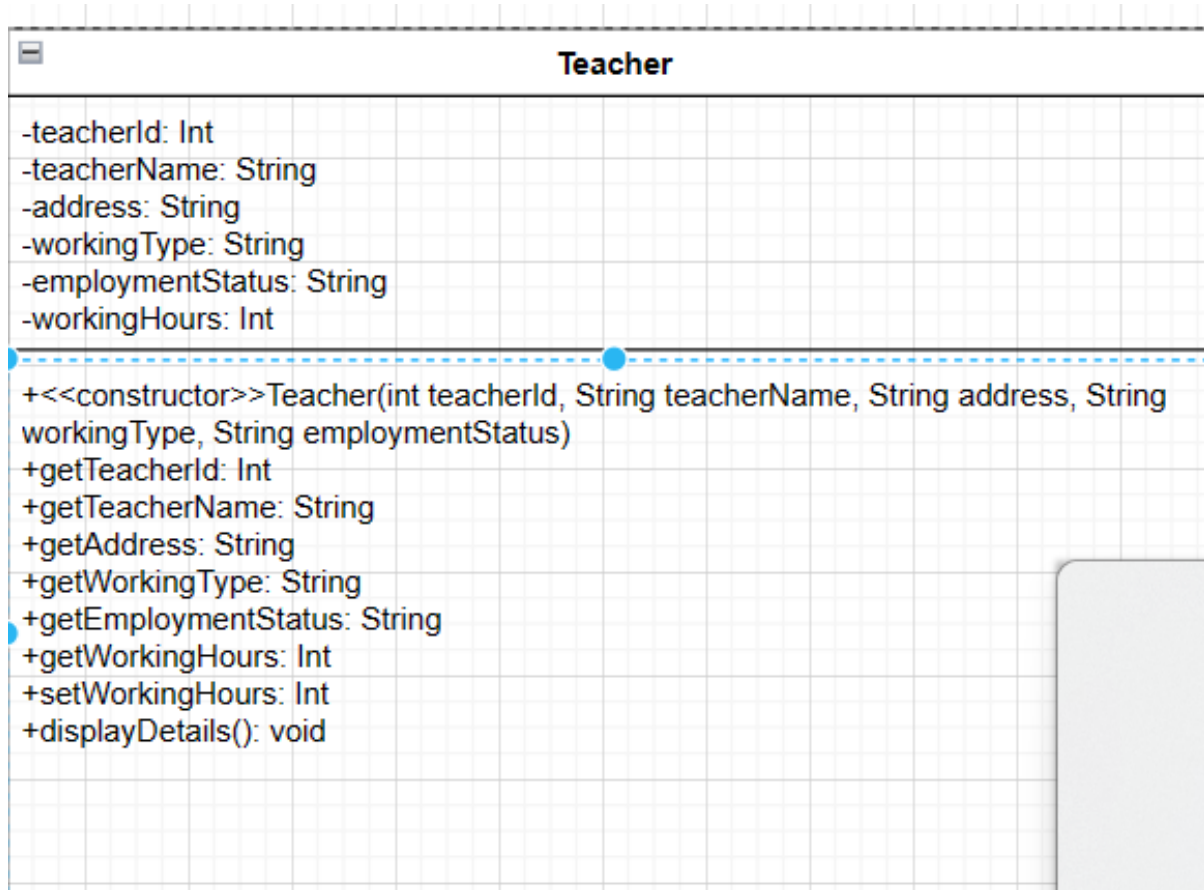 Teacher
-teacherId: Int
-teacherName: String
-address: String
-workingType: String
-employmentStatus: String
-workingHours: Int
+<<constructor>>Teacher(int teacherId, String teacherName, String address, String
workingType, String employmentStatus)
+getTeacherId: Int
+getTeacherName: String
+getAddress: String
+getWorkingType: String
+getEmploymentStatus: String
+getWorkingHours: Int
+setWorkingHours: Int
+displayDetails(): void